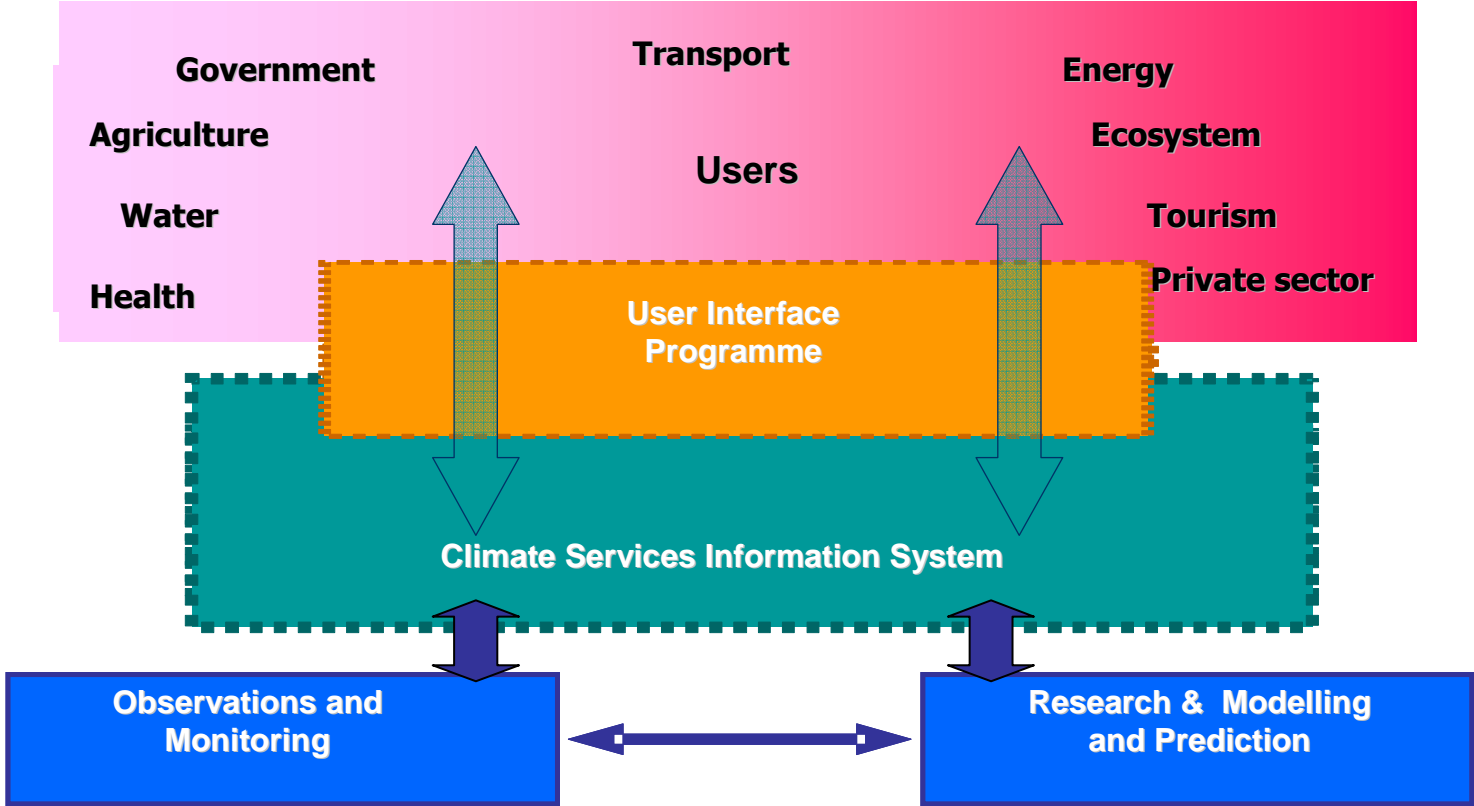 Government
Transport
Energy
Agriculture
Ecosystem
Users
Water
Tourism
Health
Private sector
User Interface
Programme
Climate Services Information System
Observations and
Monitoring
Research &  Modelling
and Prediction